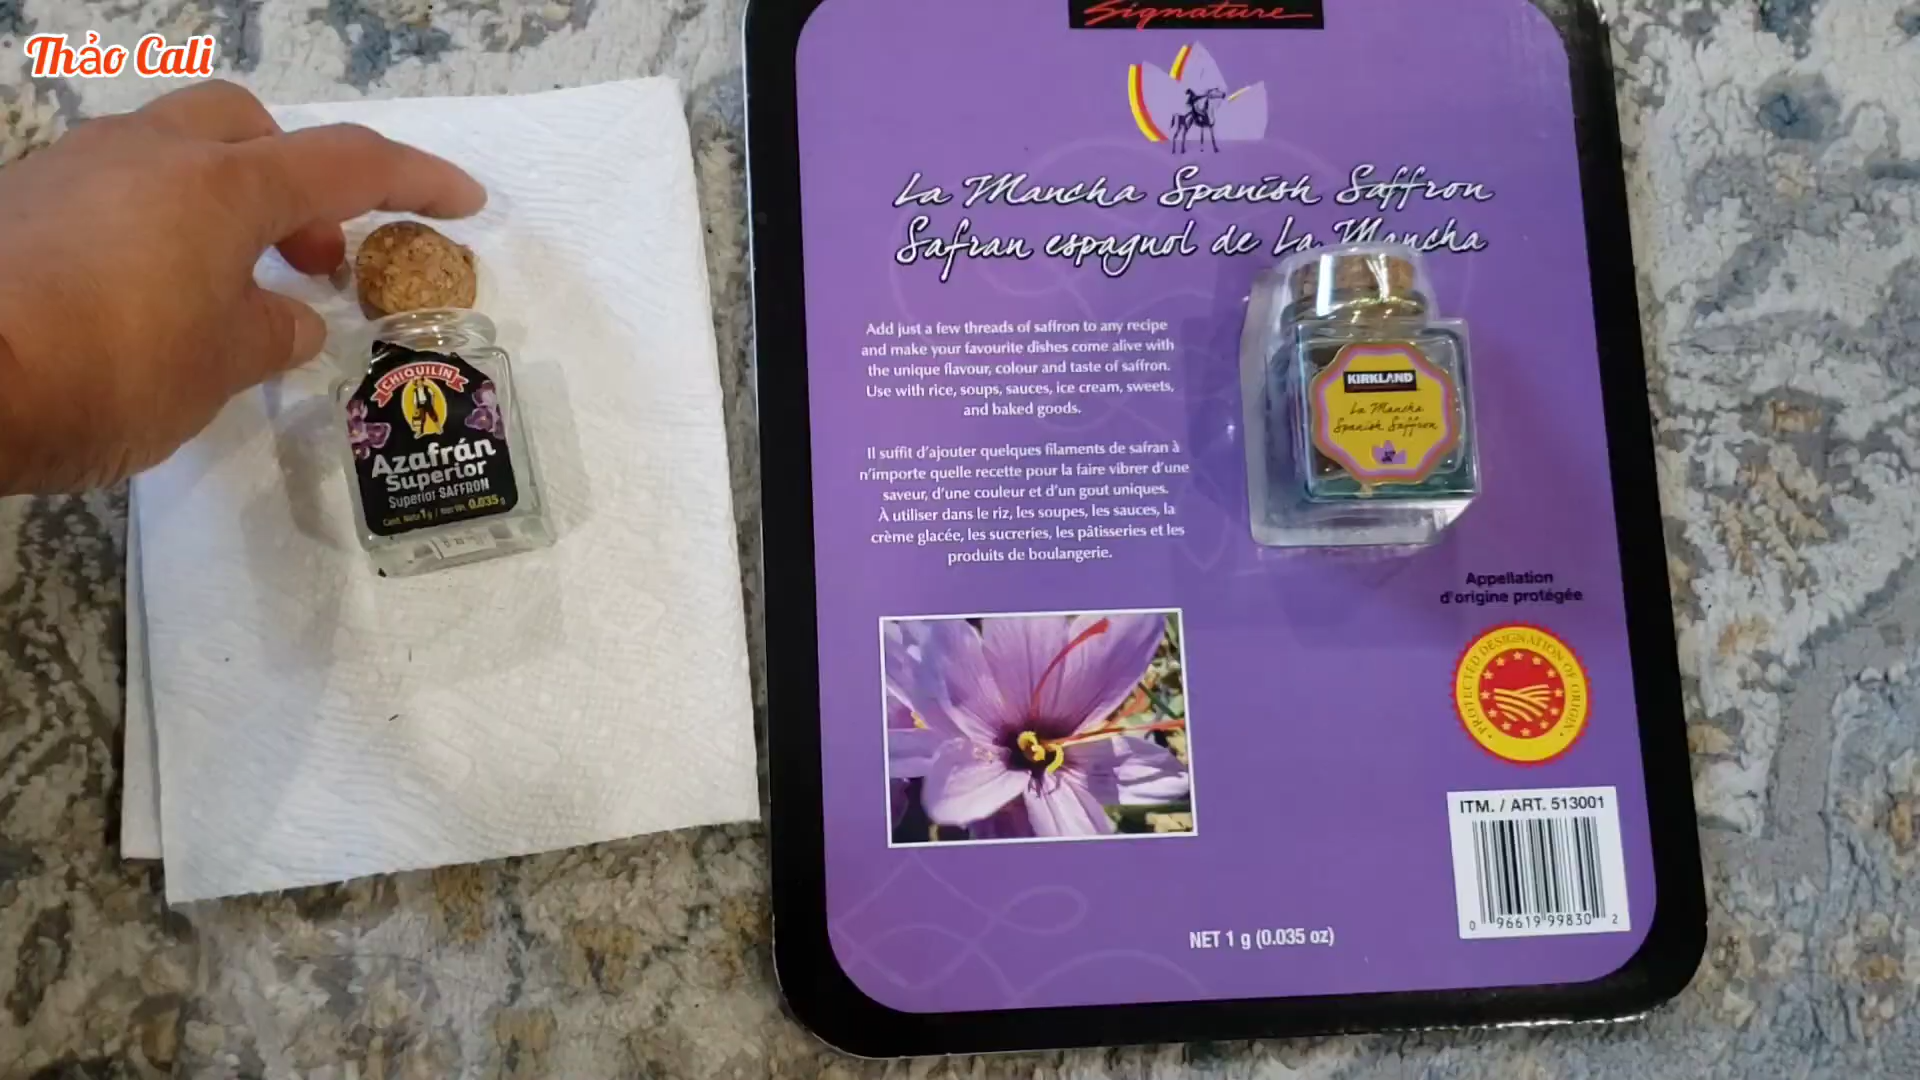 Thảo Cali
Signature
La Mancha Spanish Saffron
Safran espagnol de La Mancha
Add just a few threads of saffron to any recipe
and make your favourite dishes come alive with
the unique flavour, colour and taste of saffron.
Use with rice, soups, sauces, ice cream, sweets,
and baked goods.
Il suffit d'ajouter quelques filaments de safran à
n'importe quelle recette pour la faire vibrer d'une
saveur, d'une couleur et d'un gout uniques.
À utiliser dans le riz, les soupes, les sauces, la
crème glacée, les sucreries, les pâtisseries et les
produits de boulangerie.
KIRKLAND
La Mancha
Spanish Saffron
Appellation
d'origine protégée
PROTECTED DESIGNATION OF ORIGIN
ITM. / ART. 513001
0 96619 99830 2
NET 1 g (0.035 oz)
CHIQUILÍN
Azafrán
Superior
Superior SAFFRON
Cant. Neta 1g / Net Wt. 0.035